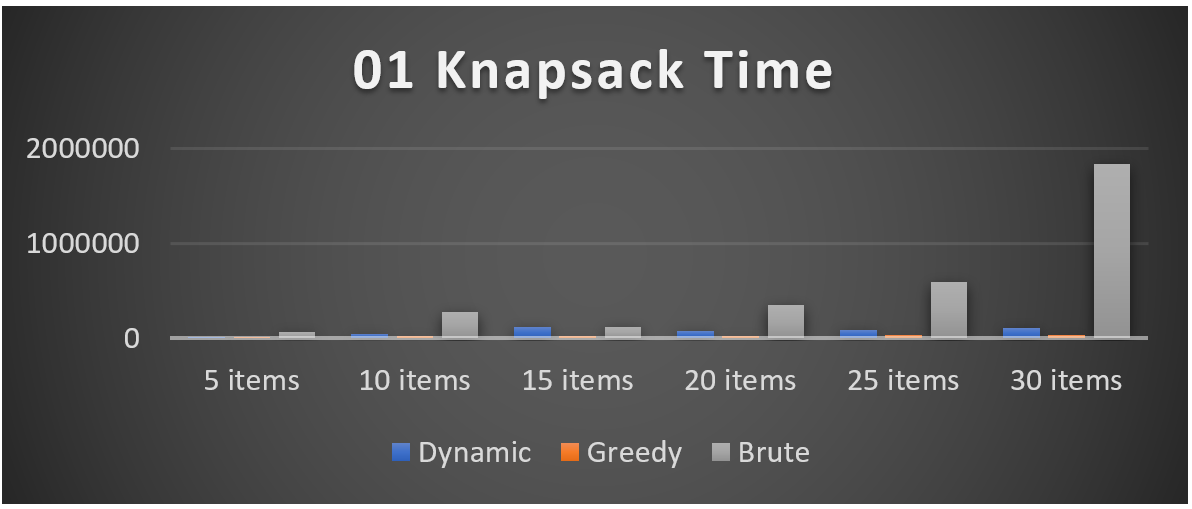 01 Knapsack Time
2000000
1000000
0
5 items 10 items 15 items 20 items 25 items 30 items
Dynamic Greedy Brute